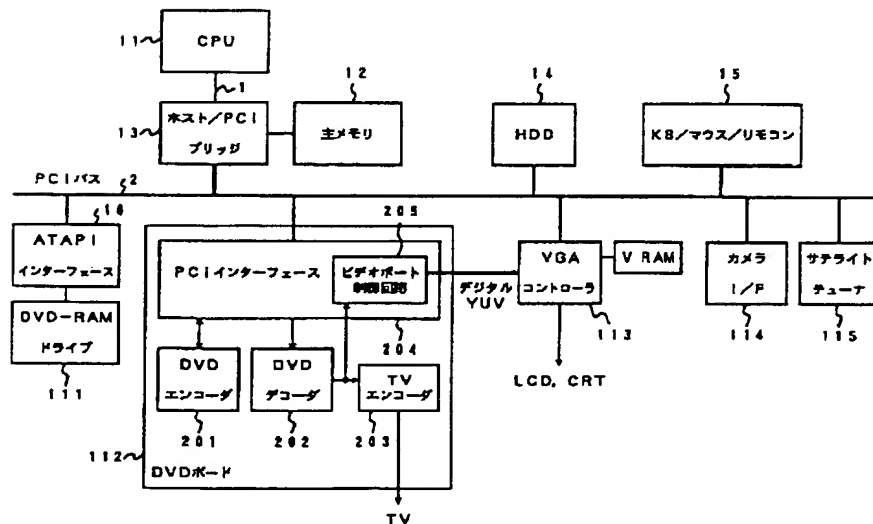 11
CPU
1
12
14
15
13
ホスト/PCI
ブリッジ
主メモリ
HDD
KB/マウス/リモコン
PCIバス
2
16
205
ATAPI
インターフェース
PCIインターフェース
ビデオポート
制御回路
デジタル
YUV
VGA
コントローラ
VRAM
カメラ
I/F
サテライト
チューナ
DVD-RAM
ドライブ
204
113
114
115
111
DVD
エンコーダ
DVD
デコーダ
TV
エンコーダ
LCD, CRT
201
202
203
112
DVDボード
TV